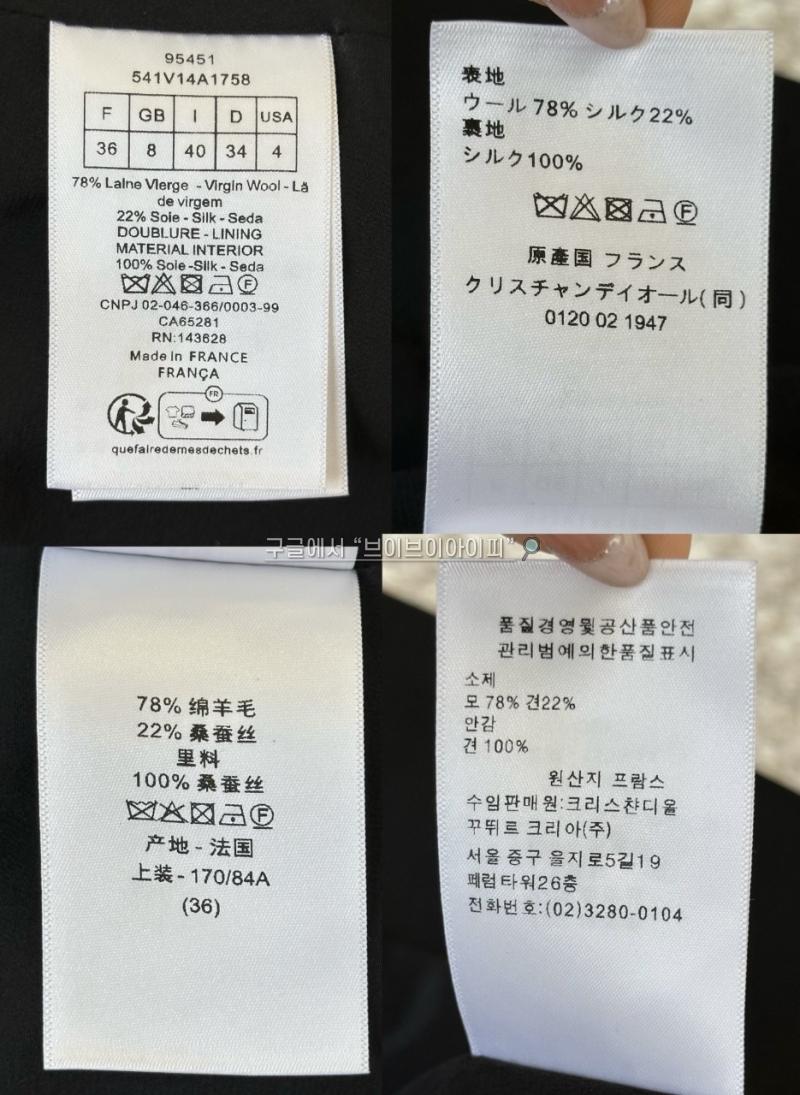 95451
541V14A1758
F GB I D USA
36 8 40 34 4
78% Laine Vierge - Virgin Wool - Lã
de virgem
22% Soie - Silk - Seda
DOUBLURE - LINING
MATERIAL INTERIOR
100% Soie -Silk - Seda
CNPJ 02-046-366/0003-99
CA65281
RN:143628
Made in FRANCE
FRANÇA
FR
quefairedemesdechets.fr
表地
ウール 78% シルク22%
裏地
シルク100%
F
原產国 フランス
クリスチャンデイオール(同)
0120 02 1947
구글에서 “브이브이아이피”
78% 绵羊毛
22% 桑蚕丝
里料
100% 桑蚕丝
F
产地 - 法国
上装 - 170/84A
(36)
품질경영및공산품안전
관리범예의한품질표시
소제
모 78% 견22%
안감
견 100%
원산지 프람스
수임판매원:크리스챤디올
꾸뛰르 크리아(주)
서울 중구 을지로5길19
페럼타워26층
전화번호:(02)3280-0104